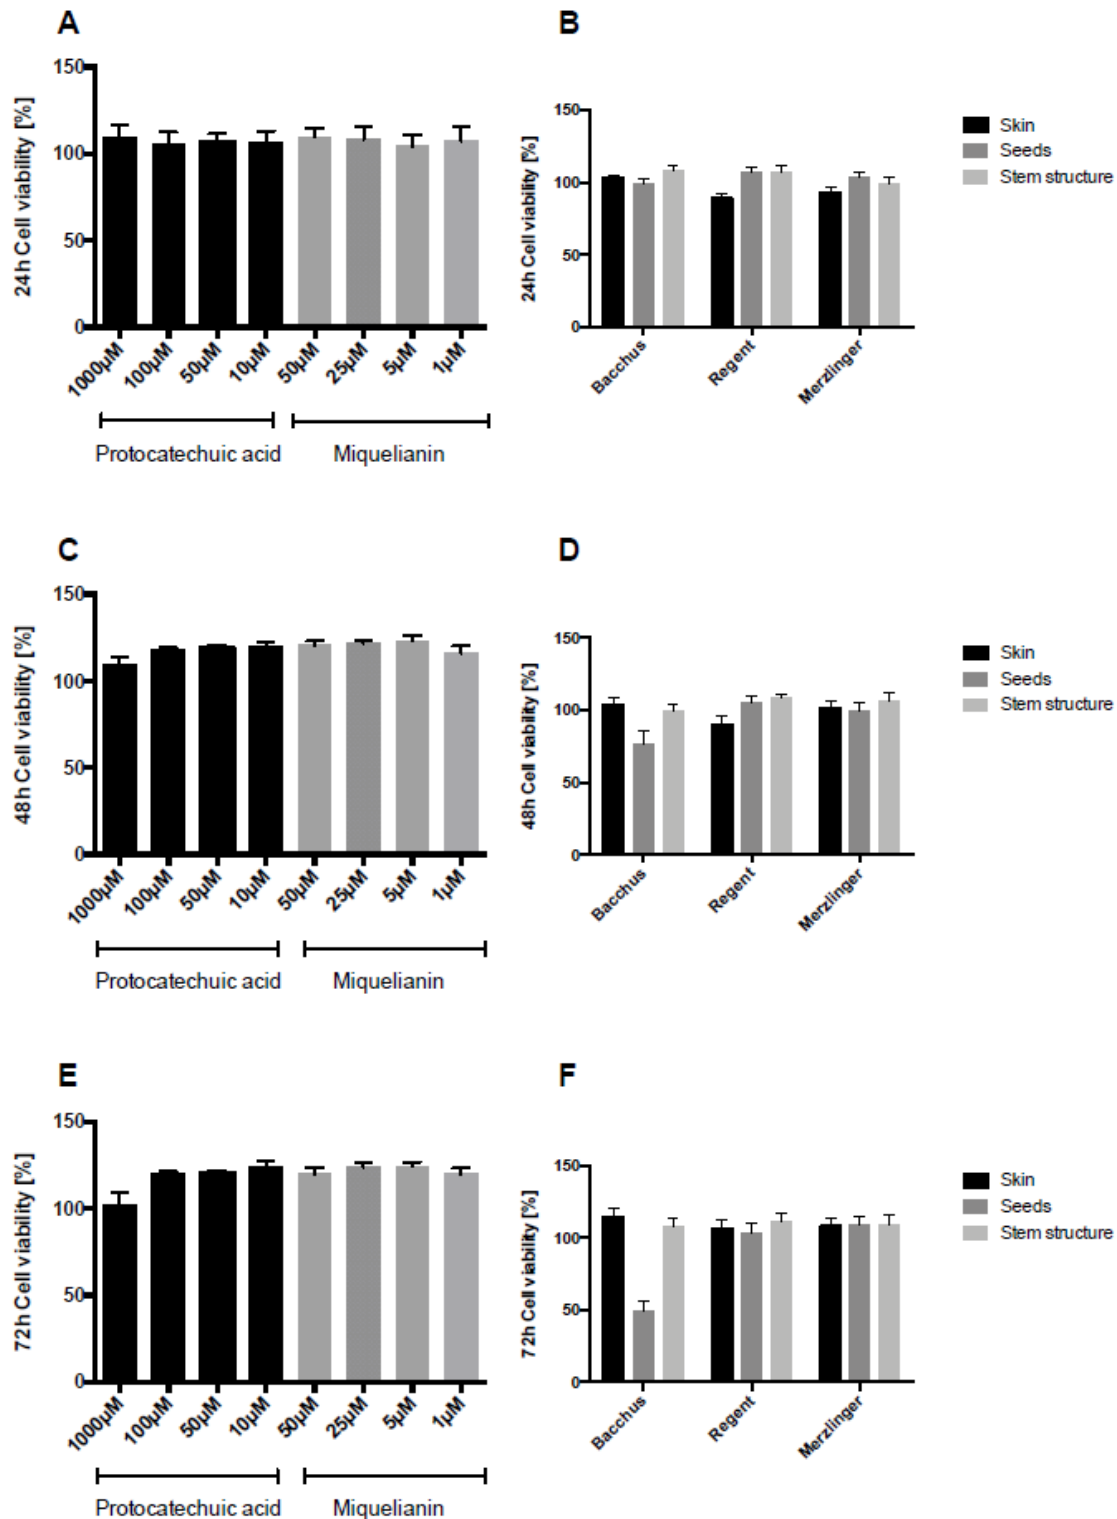 A
150
100
50
0
24h Cell viability [%]
1000µM
100µM
50µM
10µM
50µM
25µM
5µM
1µM
Protocatechuic acid
Miquelianin
B
150
100
50
0
24h Cell viability [%]
Bacchus
Regent
Merzlinger
Skin
Seeds
Stem structure
C
150
100
50
0
48h Cell viability [%]
1000µM
100µM
50µM
10µM
50µM
25µM
5µM
1µM
Protocatechuic acid
Miquelianin
D
150
100
50
0
48h Cell viability [%]
Bacchus
Regent
Merzlinger
Skin
Seeds
Stem structure
E
150
100
50
0
72h Cell viability [%]
1000µM
100µM
50µM
10µM
50µM
25µM
5µM
1µM
Protocatechuic acid
Miquelianin
F
150
100
50
0
72h Cell viability [%]
Bacchus
Regent
Merzlinger
Skin
Seeds
Stem structure